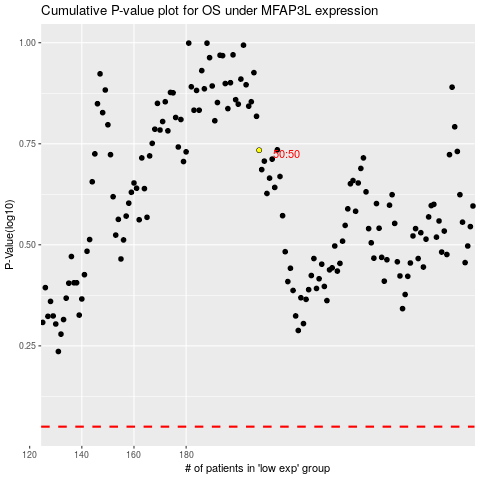 Cumulative P-value plot for OS under MFAP3L expression
1.00
0.75
0.50
0.25
P-Value(log10)
50:50
120 140 160 180
# of patients in 'low exp' group